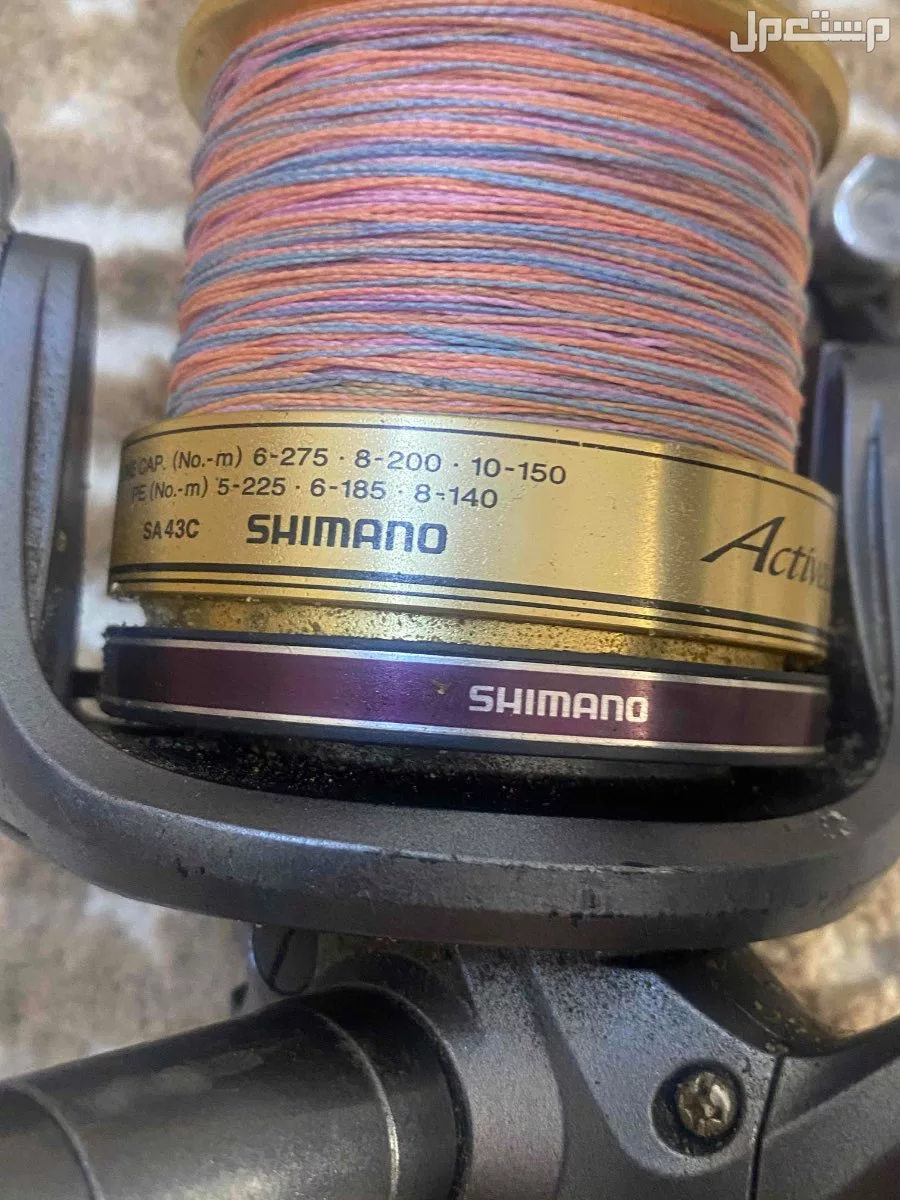 مستعمل
CAP. (No.-m) 6-275 · 8-200 · 10-150
PE (No.-m) 5-225 · 6-185 · 8-140
SA43C SHIMANO
SHIMANO